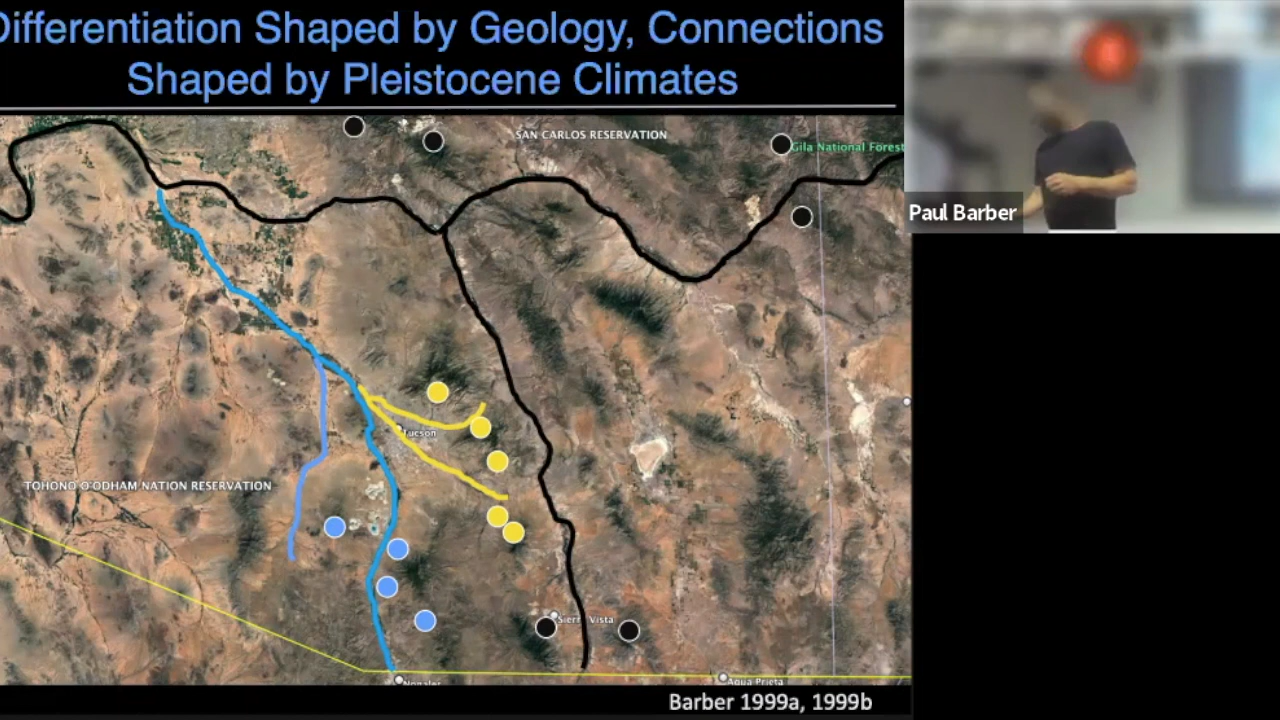 Differentiation Shaped by Geology, Connections
Shaped by Pleistocene Climates
SAN CARLOS RESERVATION
Gila National Forest
Paul Barber
Tucson
TOHONO O'ODHAM NATION RESERVATION
Sierra Vista
Nogales
Agua Prieta
Barber 1999a, 1999b